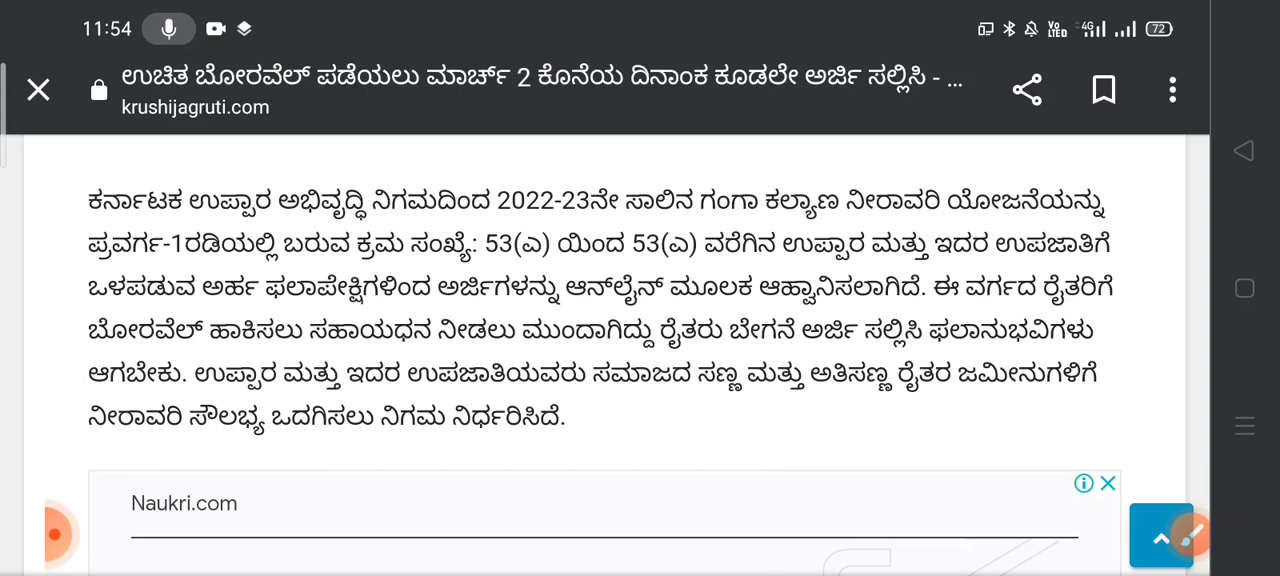 11:54
VO LTE 4G 72
ಉಚಿತ ಬೋರವೆಲ್ ಪಡೆಯಲು ಮಾರ್ಚ್ 2 ಕೊನೆಯ ದಿನಾಂಕ ಕೂಡಲೇ ಅರ್ಜಿ ಸಲ್ಲಿಸಿ - ...
krushijagruti.com
ಕರ್ನಾಟಕ ಉಪ್ಪಾರ ಅಭಿವೃದ್ಧಿ ನಿಗಮದಿಂದ 2022-23ನೇ ಸಾಲಿನ ಗಂಗಾ ಕಲ್ಯಾಣ ನೀರಾವರಿ ಯೋಜನೆಯನ್ನು
ಪ್ರವರ್ಗ-1ರಡಿಯಲ್ಲಿ ಬರುವ ಕ್ರಮ ಸಂಖ್ಯೆ: 53(ಎ) ಯಿಂದ 53(ಎ) ವರೆಗಿನ ಉಪ್ಪಾರ ಮತ್ತು ಇದರ ಉಪಜಾತಿಗೆ
ಒಳಪಡುವ ಅರ್ಹ ಫಲಾಪೇಕ್ಷಿಗಳಿಂದ ಅರ್ಜಿಗಳನ್ನು ಆನ್‌ಲೈನ್ ಮೂಲಕ ಆಹ್ವಾನಿಸಲಾಗಿದೆ. ಈ ವರ್ಗದ ರೈತರಿಗೆ
ಬೋರವೆಲ್ ಹಾಕಿಸಲು ಸಹಾಯಧನ ನೀಡಲು ಮುಂದಾಗಿದ್ದು ರೈತರು ಬೇಗನೆ ಅರ್ಜಿ ಸಲ್ಲಿಸಿ ಫಲಾನುಭವಿಗಳು
ಆಗಬೇಕು. ಉಪ್ಪಾರ ಮತ್ತು ಇದರ ಉಪಜಾತಿಯವರು ಸಮಾಜದ ಸಣ್ಣ ಮತ್ತು ಅತಿಸಣ್ಣ ರೈತರ ಜಮೀನುಗಳಿಗೆ
ನೀರಾವರಿ ಸೌಲಭ್ಯ ಒದಗಿಸಲು ನಿಗಮ ನಿರ್ಧರಿಸಿದೆ.
Naukri.com